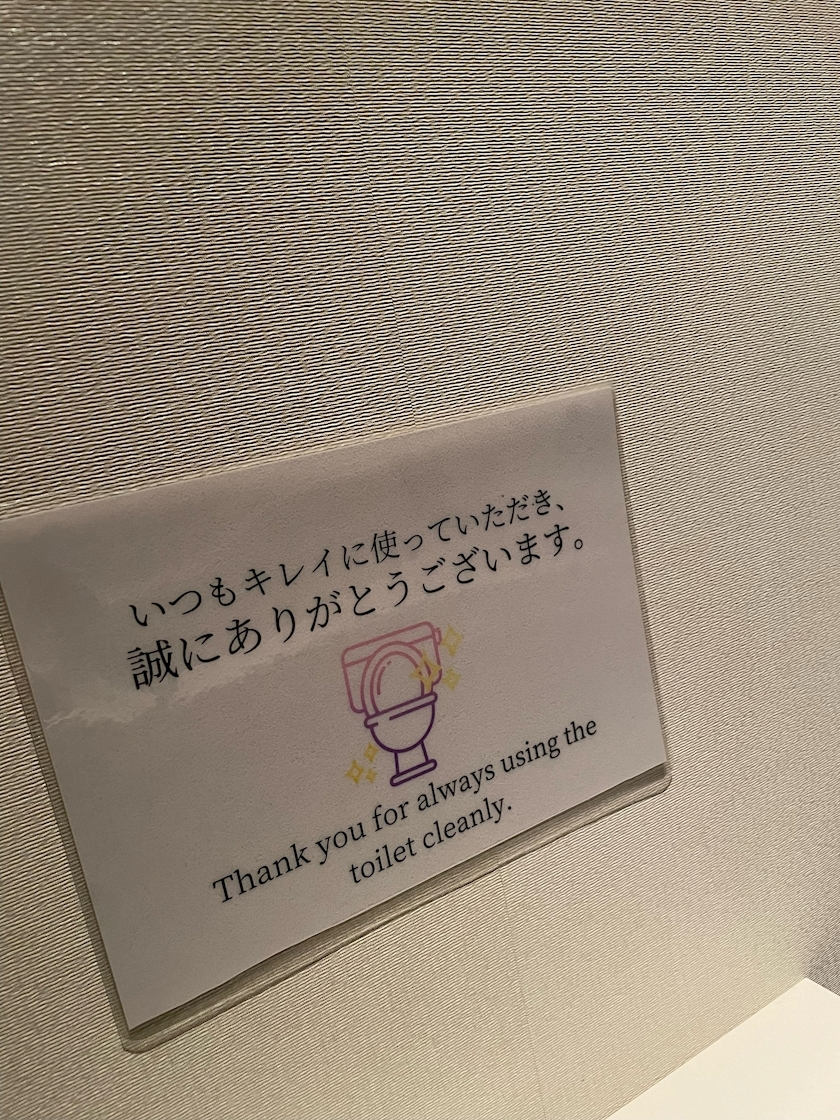 いつもキレイに使っていただき、
誠にありがとうございます。
Thank you for always using the
toilet cleanly.